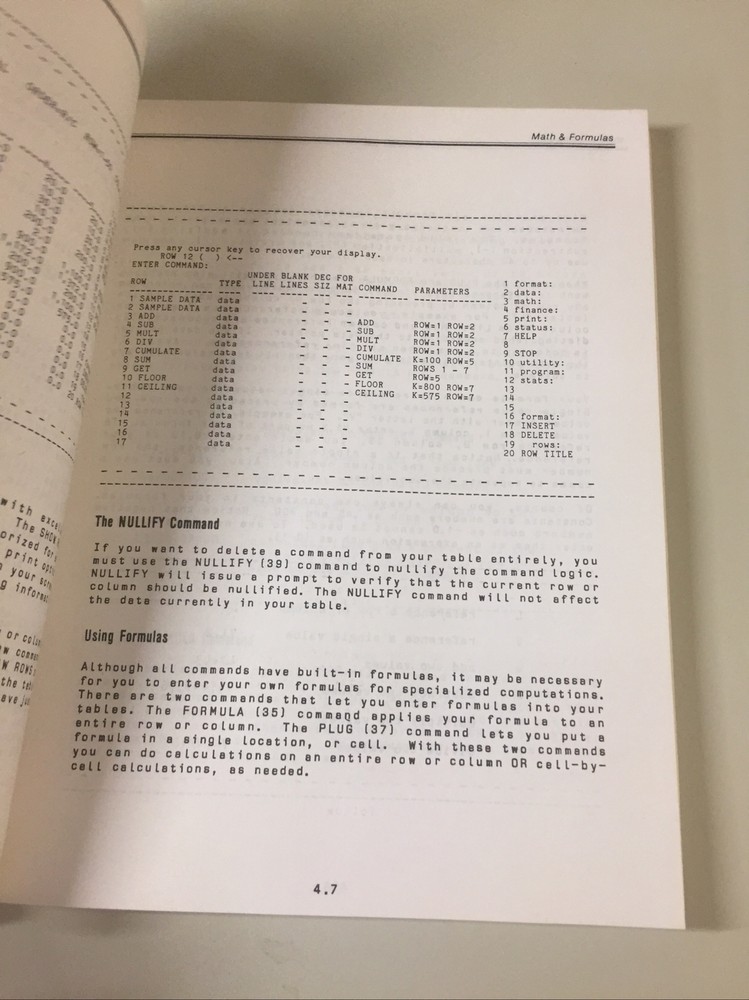 Math & Formulas
Press any cursor key to recover your display.
ROW 12 ( ) <--
ENTER COMMAND:
UNDER BLANK DEC FOR
ROW TYPE LINE LINES SIZ MAT COMMAND PARAMETERS
1 SAMPLE DATA data
2 SAMPLE DATA data
3 ADD data ADD ROW=1 ROW=2
4 SUB data SUB ROW=1 ROW=2
5 MULT data MULT ROW=1 ROW=2
6 DIV data DIV ROW=1 ROW=2
7 CUMULATE data CUMULATE K=100 ROW=5
8 SUM data SUM ROWS 1 - 7
9 GET data GET ROW=5
10 FLOOR data FLOOR K=800 ROW=7
11 CEILING data CEILING K=575 ROW=7
12 data
13 data
14 data
15 data
16 data
17 data
1 format:
2 data:
3 math:
4 finance:
5 print:
6 status:
7 HELP
8
9 STOP
10 utility:
11 program:
12 stats:
13
14
15
16 format:
17 INSERT
18 DELETE
19 rows:
20 ROW TITLE
The NULLIFY Command
If you want to delete a command from your table entirely, you
must use the NULLIFY (39) command to nullify the command logic.
NULLIFY will issue a prompt to verify that the current row or
column should be nullified. The NULLIFY command will not affect
the data currently in your table.
Using Formulas
Although all commands have built-in formulas, it may be necessary
for you to enter your own formulas for specialized computations.
There are two commands that let you enter formulas into your
tables. The FORMULA (35) command applies your formula to an
entire row or column. The PLUG (37) command lets you put a
formula in a single location, or cell. With these two commands
you can do calculations on an entire row or column OR cell-by-
cell calculations, as needed.
4.7
with
The
for
print
your
or
the